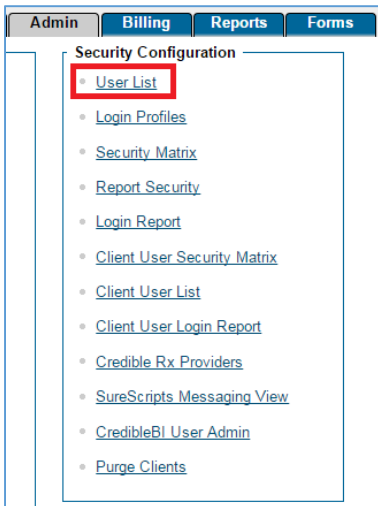 Admin Billing Reports Forms
Security Configuration
User List
Login Profiles
Security Matrix
Report Security
Login Report
Client User Security Matrix
Client User List
Client User Login Report
Credible Rx Providers
SureScripts Messaging View
CredibleBI User Admin
Purge Clients